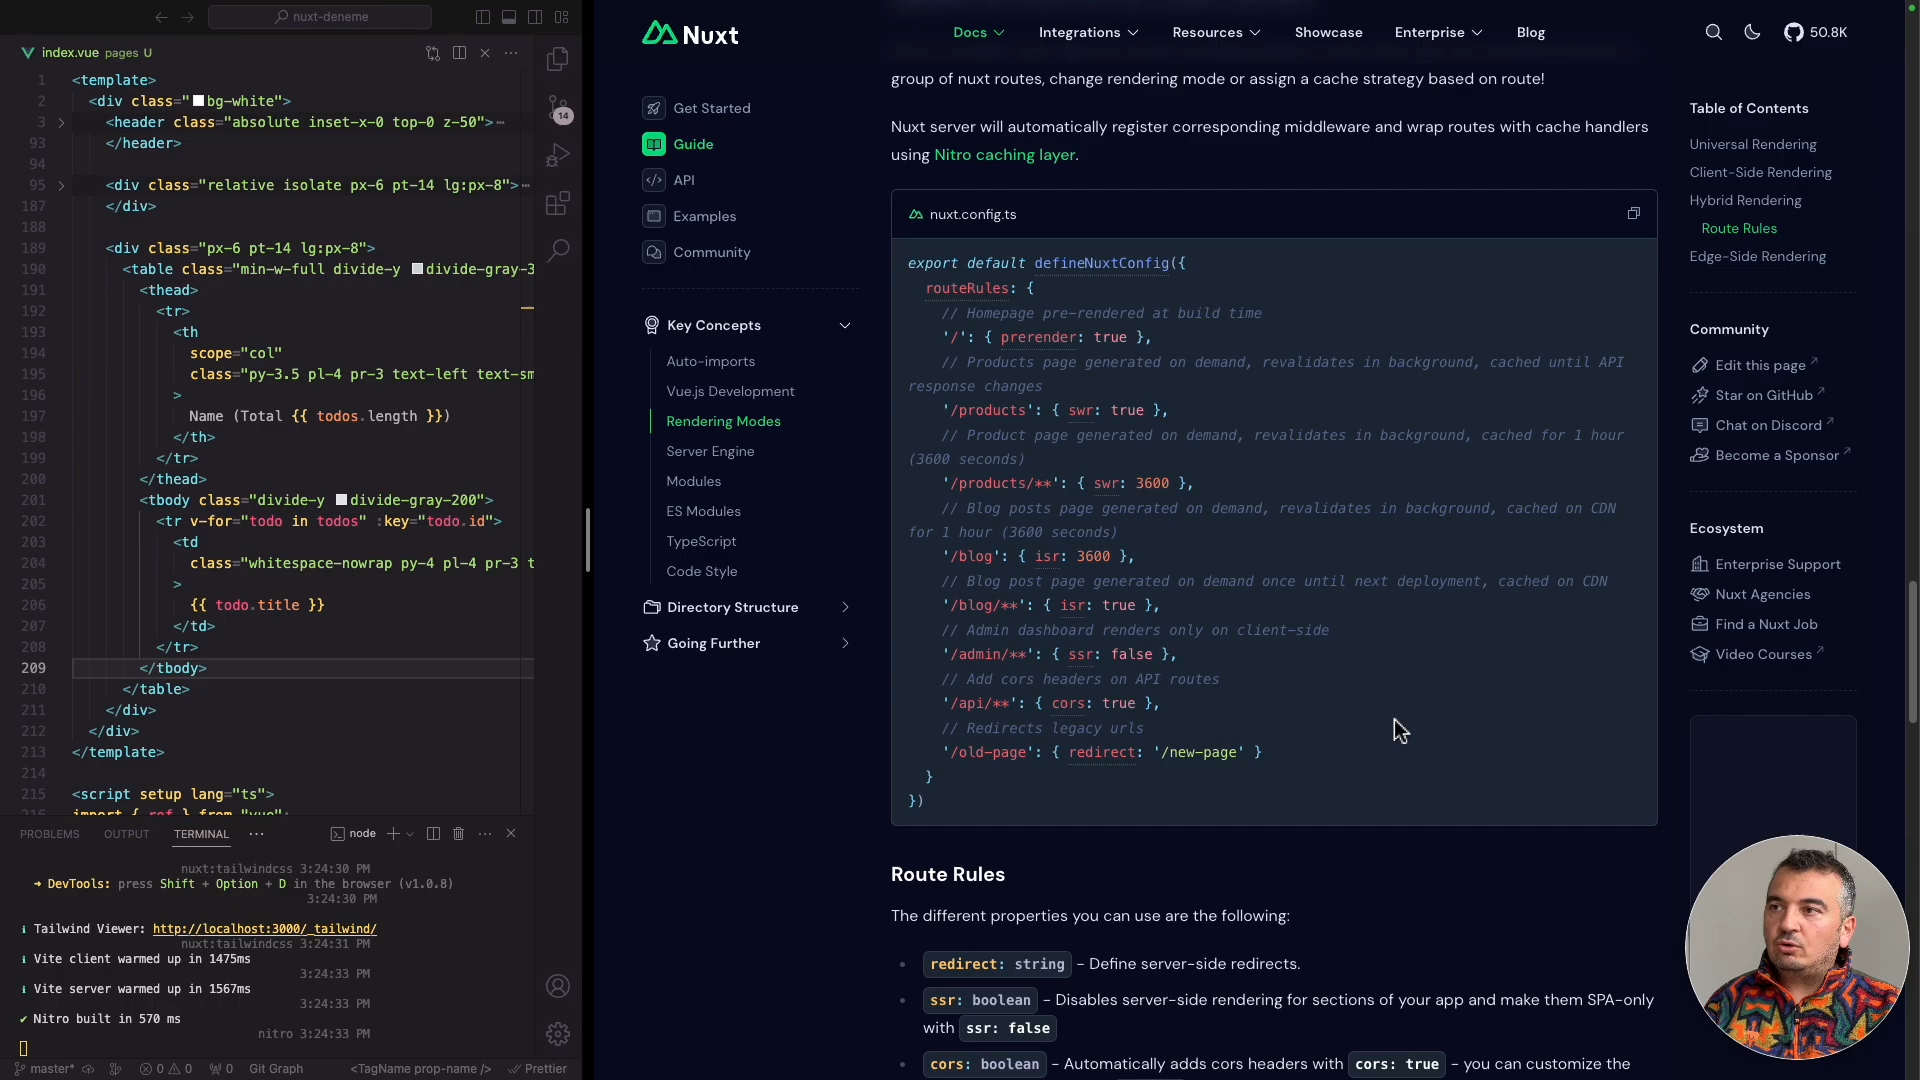 nuxt-deneme
index.vue pages U
1 <template>
2 <div class="bg-white">
3 <header class="absolute inset-x-0 top-0 z-50">
93 </header>
94
95 <div class="relative isolate px-6 pt-14 lg:px-8">
187 </div>
188
189 <div class="px-6 pt-14 lg:px-8">
190 <table class="min-w-full divide-y divide-gray-3
191 <thead>
192 <tr>
193 <th
194 scope="col"
195 class="py-3.5 pl-4 pr-3 text-left text-sm
196 >
197 Name (Total {{ todos.length }})
198 </th>
199 </tr>
200 </thead>
201 <tbody class="divide-y divide-gray-200">
202 <tr v-for="todo in todos" :key="todo.id">
203 <td
204 class="whitespace-nowrap py-4 pl-4 pr-3 t
205 >
206 {{ todo.title }}
207 </td>
208 </tr>
209 </tbody>
210 </table>
211 </div>
212 </div>
213 </template>
214
215 <script setup lang="ts">
216 import { ref } from "vue";
14
PROBLEMS OUTPUT TERMINAL
node
nuxt:tailwindcss 3:24:30 PM
➜ DevTools: press Shift + Option + D in the browser (v1.0.8)
3:24:30 PM
ℹ Tailwind Viewer: http://localhost:3000/_tailwind/
nuxt:tailwindcss 3:24:31 PM
ℹ Vite client warmed up in 1475ms
3:24:33 PM
ℹ Vite server warmed up in 1567ms
3:24:33 PM
✔ Nitro built in 570 ms
nitro 3:24:33 PM
master* 0 0 0 Git Graph <TagName prop-name /> Prettier
Nuxt
Docs Integrations Resources Showcase Enterprise Blog
50.8K
Get Started
Guide
API
Examples
Community
Key Concepts
Auto-imports
Vue.js Development
Rendering Modes
Server Engine
Modules
ES Modules
TypeScript
Code Style
Directory Structure
Going Further
group of nuxt routes, change rendering mode or assign a cache strategy based on route!
Nuxt server will automatically register corresponding middleware and wrap routes with cache handlers
using Nitro caching layer.
nuxt.config.ts
export default defineNuxtConfig({
routeRules: {
// Homepage pre-rendered at build time
'/': { prerender: true },
// Products page generated on demand, revalidates in background, cached until API
response changes
'/products': { swr: true },
// Product page generated on demand, revalidates in background, cached for 1 hour
(3600 seconds)
'/products/**': { swr: 3600 },
// Blog posts page generated on demand, revalidates in background, cached on CDN
for 1 hour (3600 seconds)
'/blog': { isr: 3600 },
// Blog post page generated on demand once until next deployment, cached on CDN
'/blog/**': { isr: true },
// Admin dashboard renders only on client-side
'/admin/**': { ssr: false },
// Add cors headers on API routes
'/api/**': { cors: true },
// Redirects legacy urls
'/old-page': { redirect: '/new-page' }
}
})
Route Rules
The different properties you can use are the following:
• redirect: string - Define server-side redirects.
• ssr: boolean - Disables server-side rendering for sections of your app and make them SPA-only
with ssr: false
• cors: boolean - Automatically adds cors headers with cors: true - you can customize the
Table of Contents
Universal Rendering
Client-Side Rendering
Hybrid Rendering
Route Rules
Edge-Side Rendering
Community
Edit this page
Star on GitHub
Chat on Discord
Become a Sponsor
Ecosystem
Enterprise Support
Nuxt Agencies
Find a Nuxt Job
Video Courses